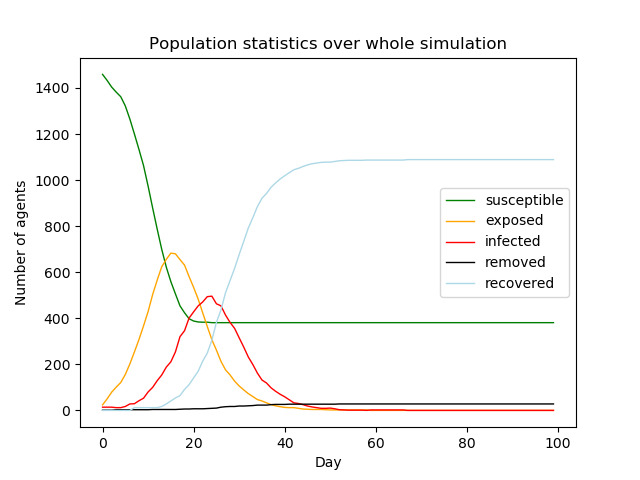 Population statistics over whole simulation
Number of agents
1400
1200
1000
800
600
400
200
0
susceptible
exposed
infected
removed
recovered
0 20 40 60 80 100
Day